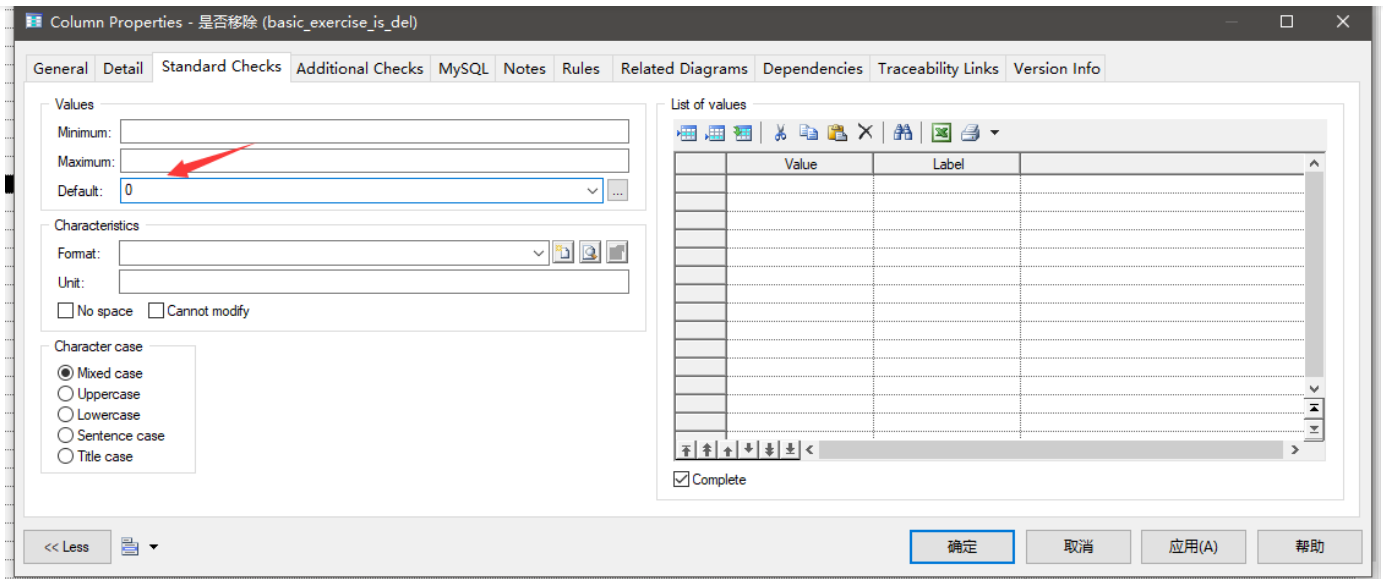 Column Properties - 是否移除 (basic_exercise_is_del)
General Detail Standard Checks Additional Checks MySQL Notes Rules Related Diagrams Dependencies Traceability Links Version Info
Values
Minimum:
Maximum:
Default: 0 ...
Characteristics
Format:
Unit:
No space Cannot modify
Character case
Mixed case
Uppercase
Lowercase
Sentence case
Title case
List of values
Value Label
Complete
<< Less 确定 取消 应用(A) 帮助